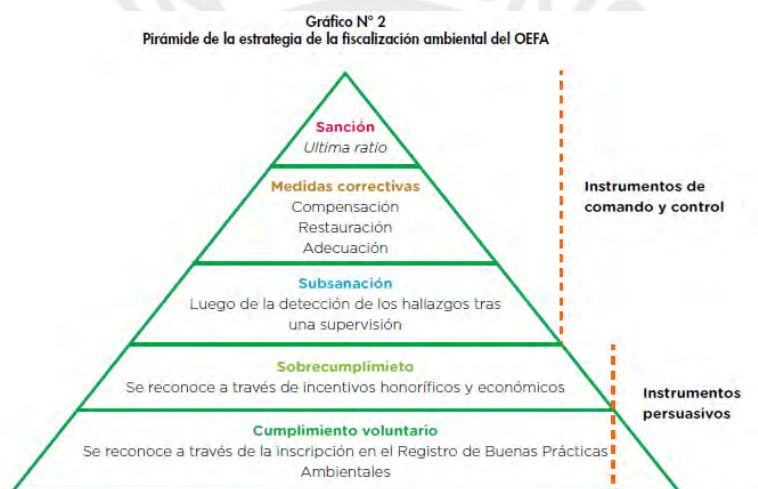 Gráfico N° 2
Pirámide de la estrategia de la fiscalización ambiental del OEFA
Sanción
Ultima ratio
Medidas correctivas
Compensación
Restauración
Adecuación
Instrumentos de
comando y control
Subsanación
Luego de la detección de los hallazgos tras
una supervisión
Sobrecumplimieto
Se reconoce a través de incentivos honoríficos y económicos
Instrumentos
persuasivos
Cumplimiento voluntario
Se reconoce a través de la inscripción en el Registro de Buenas Prácticas
Ambientales